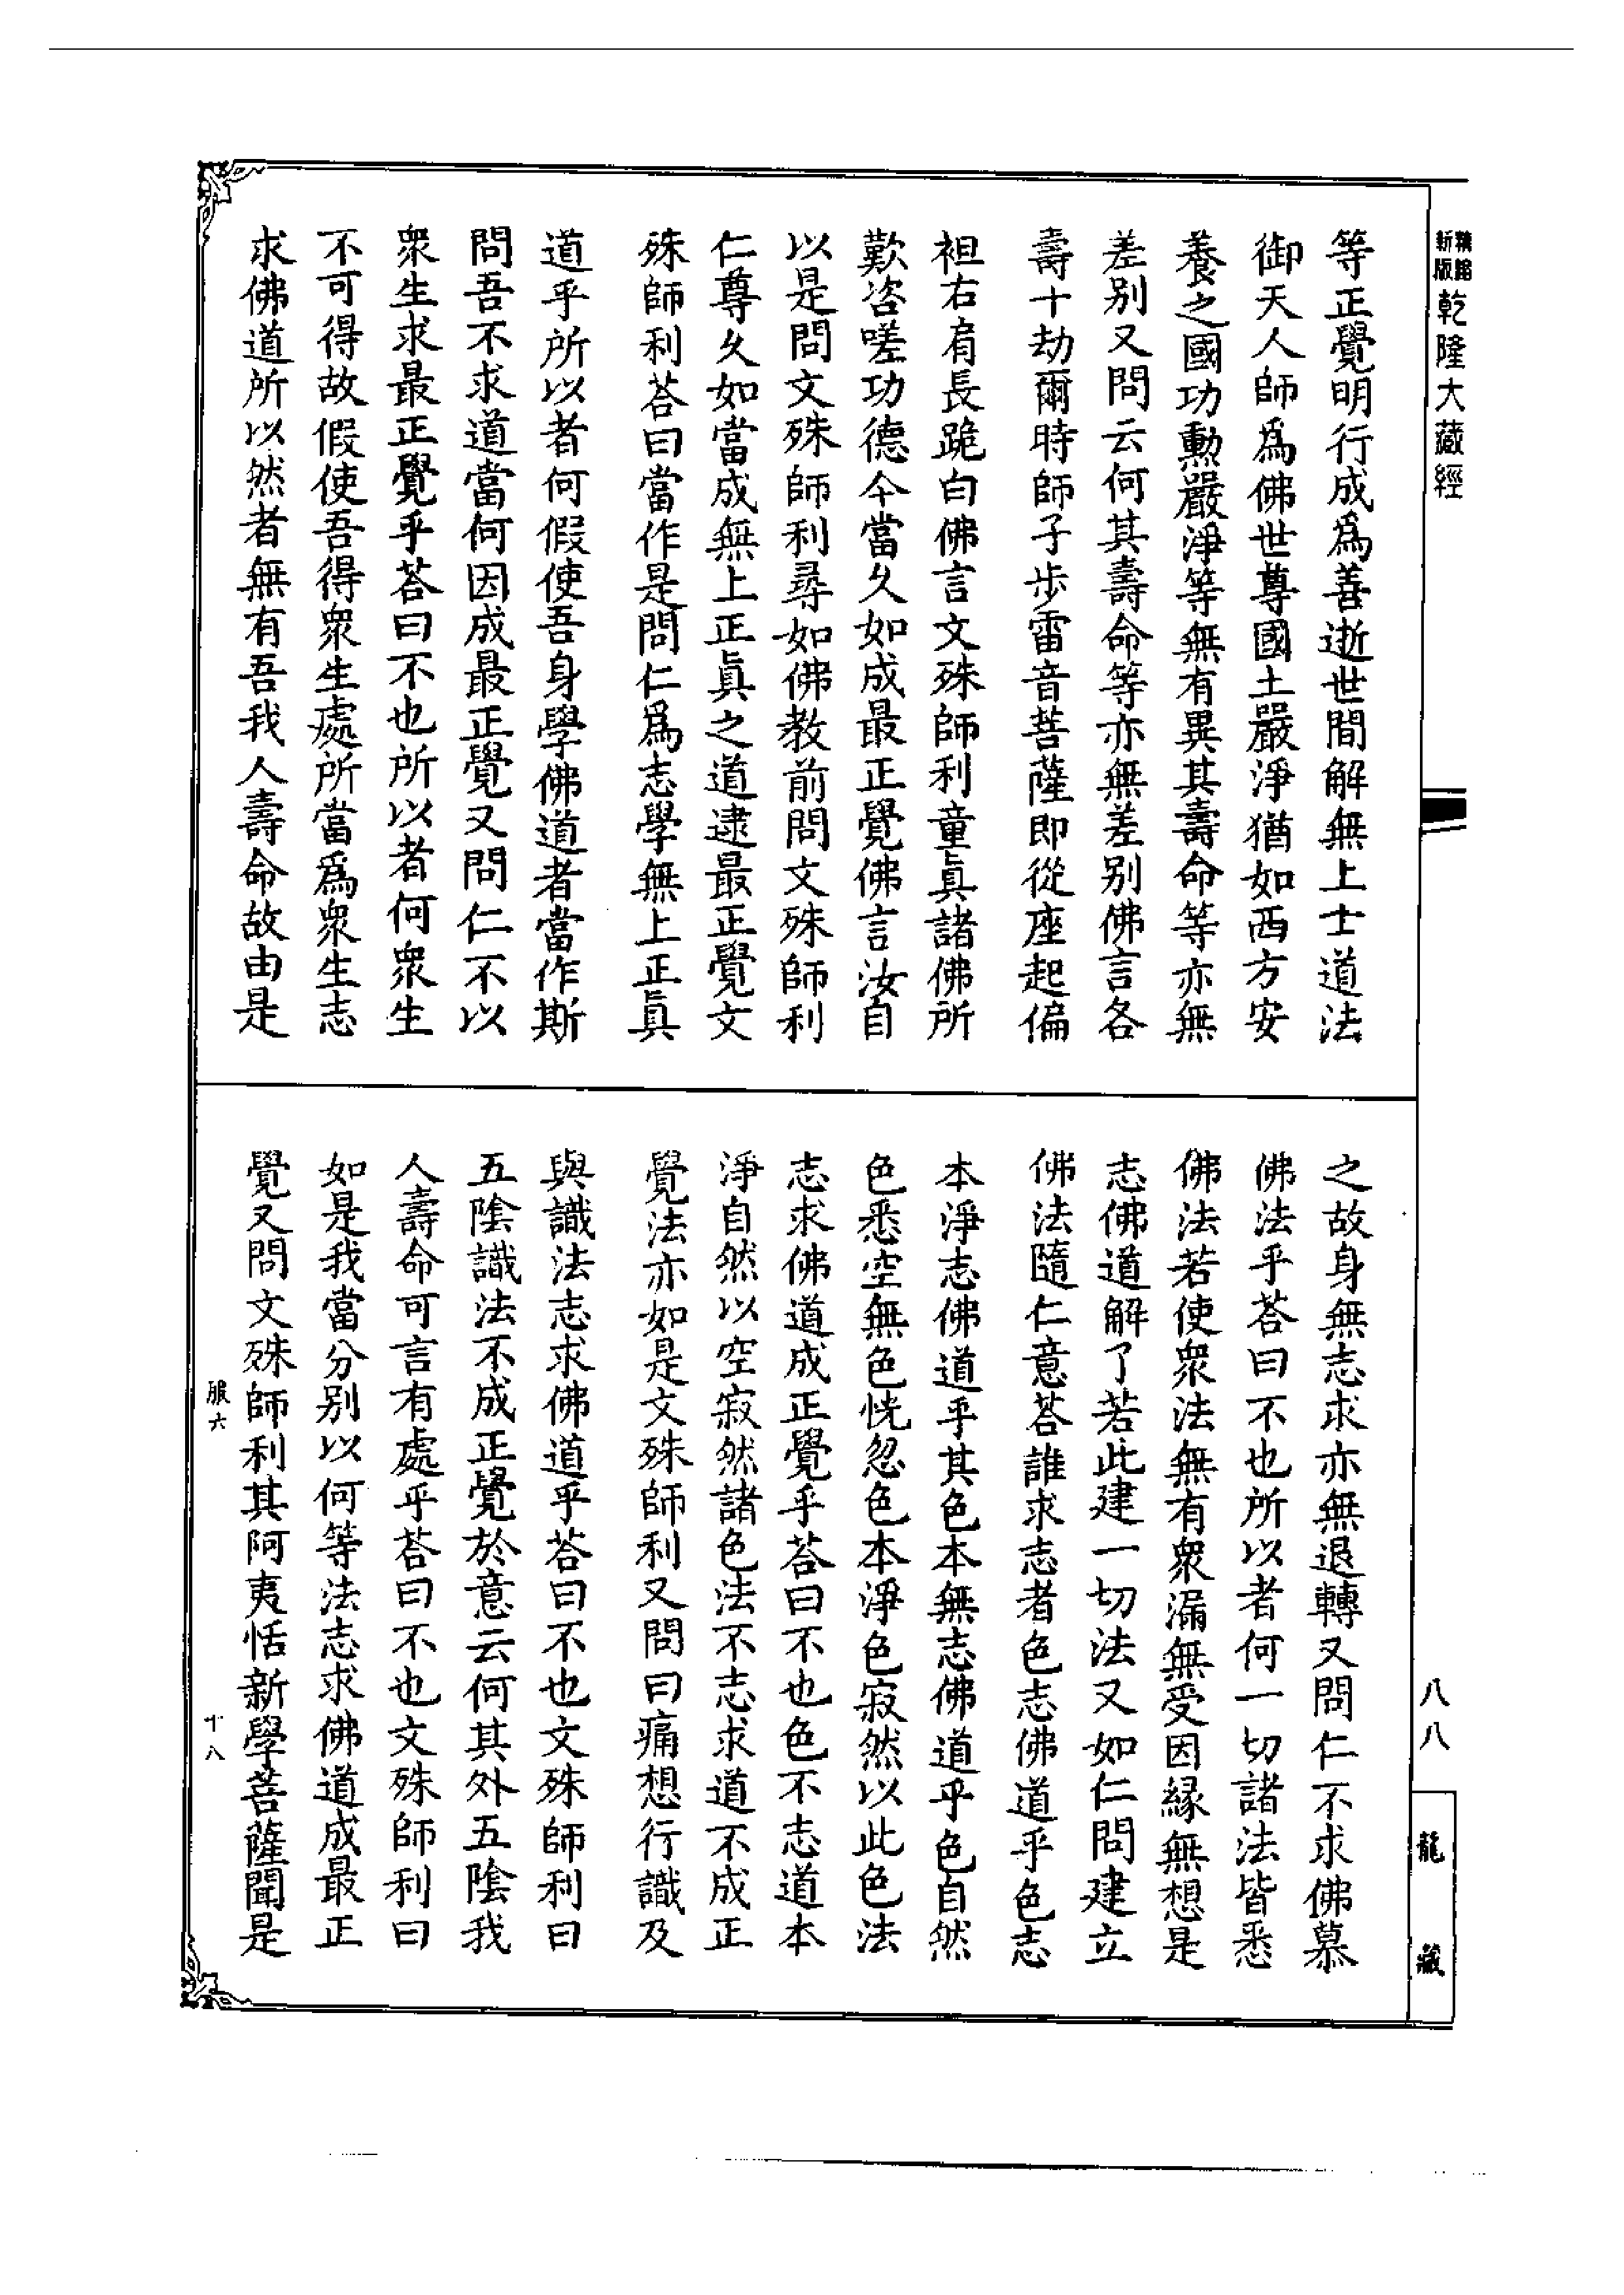 精節新版乾隆大藏經
等正覺明行成爲善逝世間解無上士道法
御天人師爲佛世尊國土嚴淨猶如西方安
養之國功勳嚴淨等無有異其壽命等亦無
差別又問云何其壽命等亦無差別佛言各
壽十劫爾時師子步雷音菩薩即從座起偏
袒右肩長跪白佛言文殊師利童眞諸佛所
歎咨嗟功德今當久如成最正覺佛言汝自
以是問文殊師利尋如佛教前問文殊師利
仁尊久如當成無上正眞之道逮最正覺文
殊師利荅曰當作是問仁爲志學無上正眞
道乎所以者何假使吾身學佛道者當作斯
問吾不求道當何因成最正覺又問仁不以
衆生求最正覺乎荅曰不也所以者何衆生
不可得故假使吾得衆生處所當爲衆生志
求佛道所以然者無有吾我人壽命故由是
之故身無志求亦無退轉又問仁不求佛慕
佛法乎荅曰不也所以者何一切諸法皆悉
佛法若使衆法無有衆漏無受因緣無想是
志佛道解了若此建一切法又如仁問建立
佛法隨仁意荅誰求志者色志佛道乎色志
本淨志佛道乎其色本無志佛道乎色自然
色悉空無色恍忽色本淨色寂然以此色法
志求佛道成正覺乎荅曰不也色不志道本
淨自然以空寂然諸色法不志求道不成正
覺法亦如是文殊師利又問曰痛想行識及
與識法志求佛道乎荅曰不也文殊師利曰
五陰識法不成正覺於意云何其外五陰我
人壽命可言有處乎荅曰不也文殊師利曰
如是我當分別以何等法志求佛道成最正
覺又問文殊師利其阿夷恬新學菩薩聞是
八八
龍藏
服六
十八